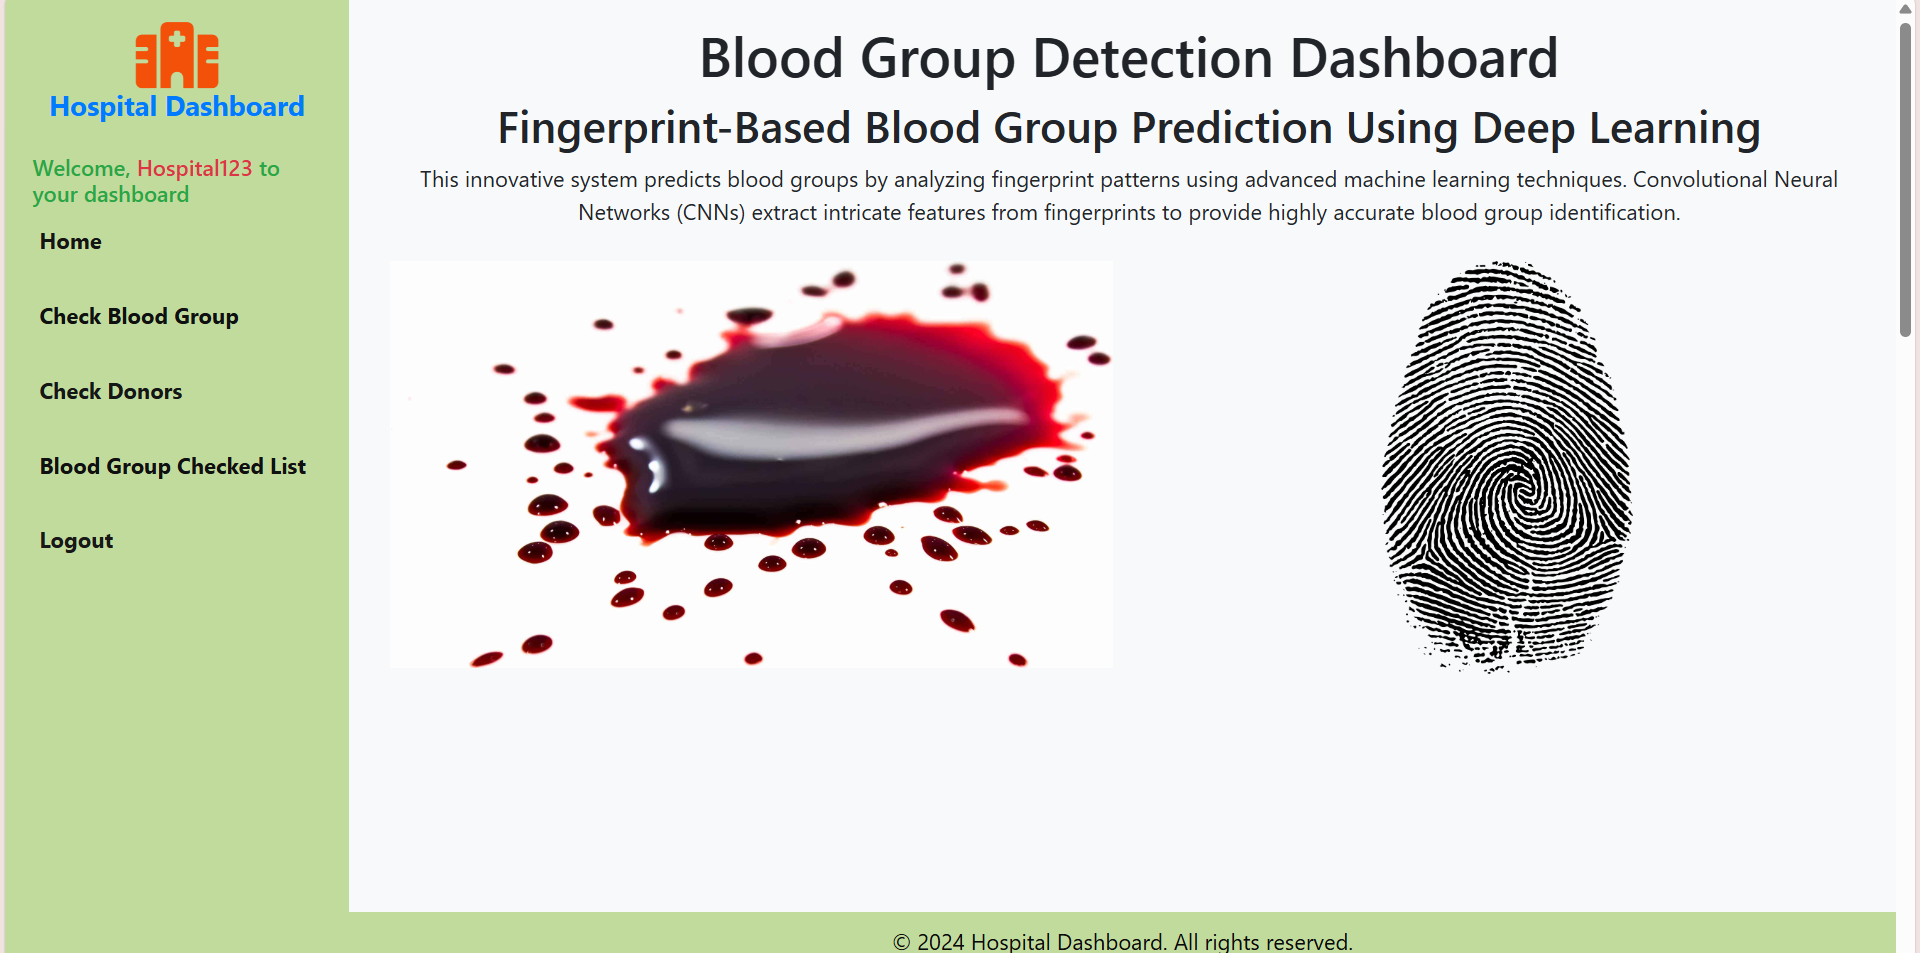 Hospital Dashboard
Welcome, Hospital123 to
your dashboard
Home
Check Blood Group
Check Donors
Blood Group Checked List
Logout
Blood Group Detection Dashboard
Fingerprint-Based Blood Group Prediction Using Deep Learning
This innovative system predicts blood groups by analyzing fingerprint patterns using advanced machine learning techniques. Convolutional Neural
Networks (CNNs) extract intricate features from fingerprints to provide highly accurate blood group identification.
© 2024 Hospital Dashboard. All rights reserved.